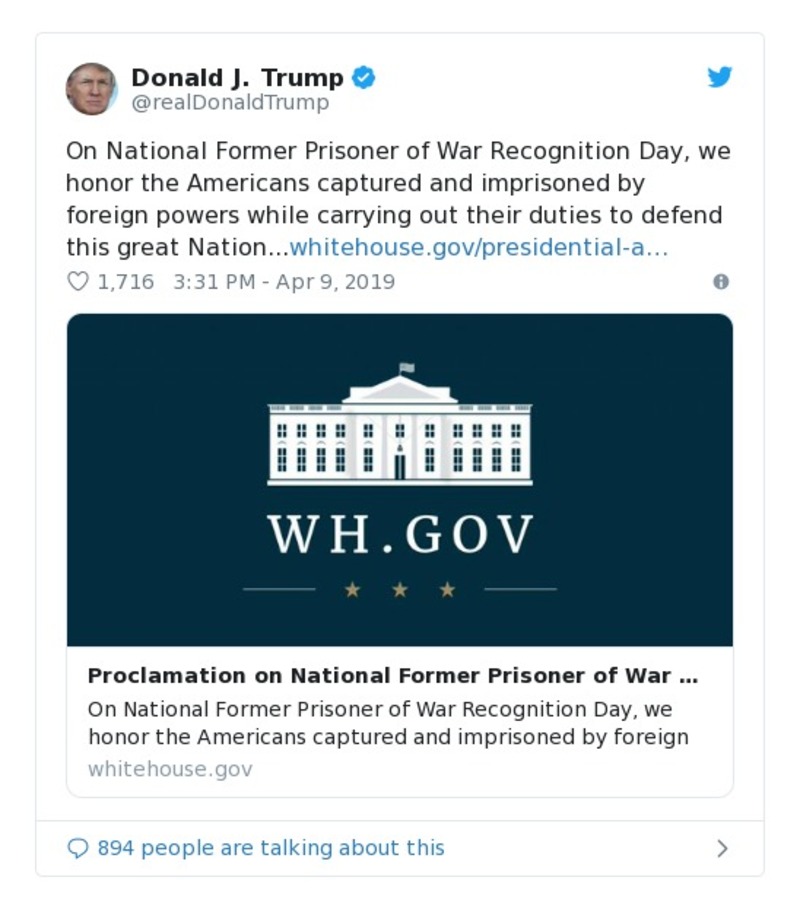 Donald J. Trump
@realDonaldTrump
On National Former Prisoner of War Recognition Day, we
honor the Americans captured and imprisoned by
foreign powers while carrying out their duties to defend
this great Nation...whitehouse.gov/presidential-a…
1,716 3:31 PM - Apr 9, 2019
WH.GOV
Proclamation on National Former Prisoner of War …
On National Former Prisoner of War Recognition Day, we
honor the Americans captured and imprisoned by foreign
whitehouse.gov
894 people are talking about this